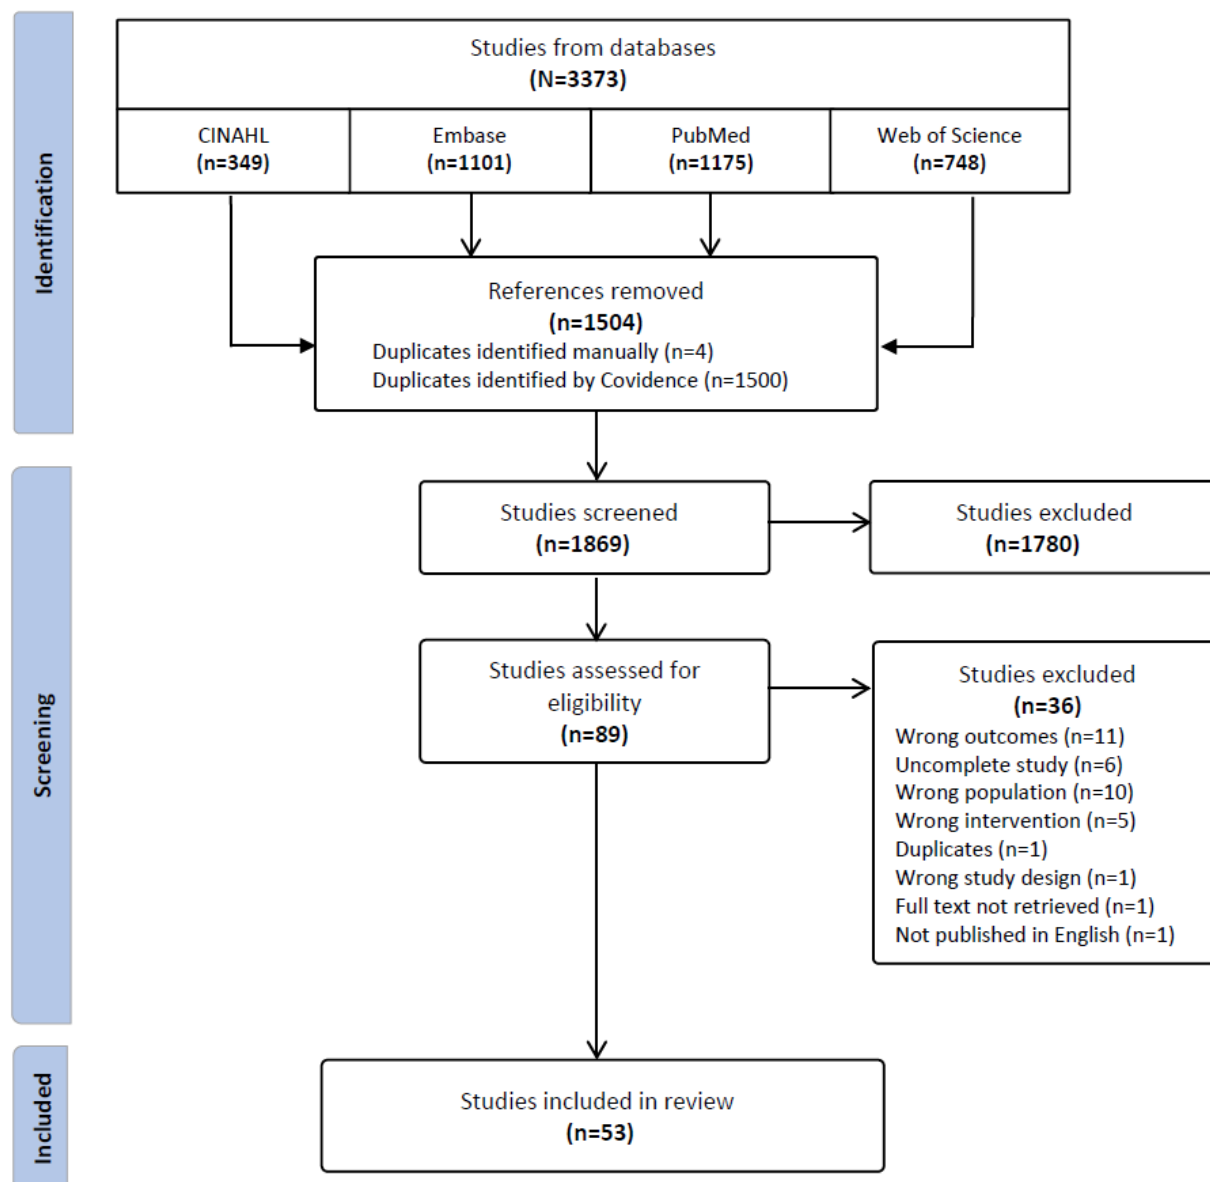 Identification
Studies from databases
(N=3373)
CINAHL
(n=349)
Embase
(n=1101)
PubMed
(n=1175)
Web of Science
(n=748)
References removed
(n=1504)
Duplicates identified manually (n=4)
Duplicates identified by Covidence (n=1500)
Screening
Studies screened
(n=1869)
Studies excluded
(n=1780)
Studies assessed for
eligibility
(n=89)
Studies excluded
(n=36)
Wrong outcomes (n=11)
Uncomplete study (n=6)
Wrong population (n=10)
Wrong intervention (n=5)
Duplicates (n=1)
Wrong study design (n=1)
Full text not retrieved (n=1)
Not published in English (n=1)
Included
Studies included in review
(n=53)